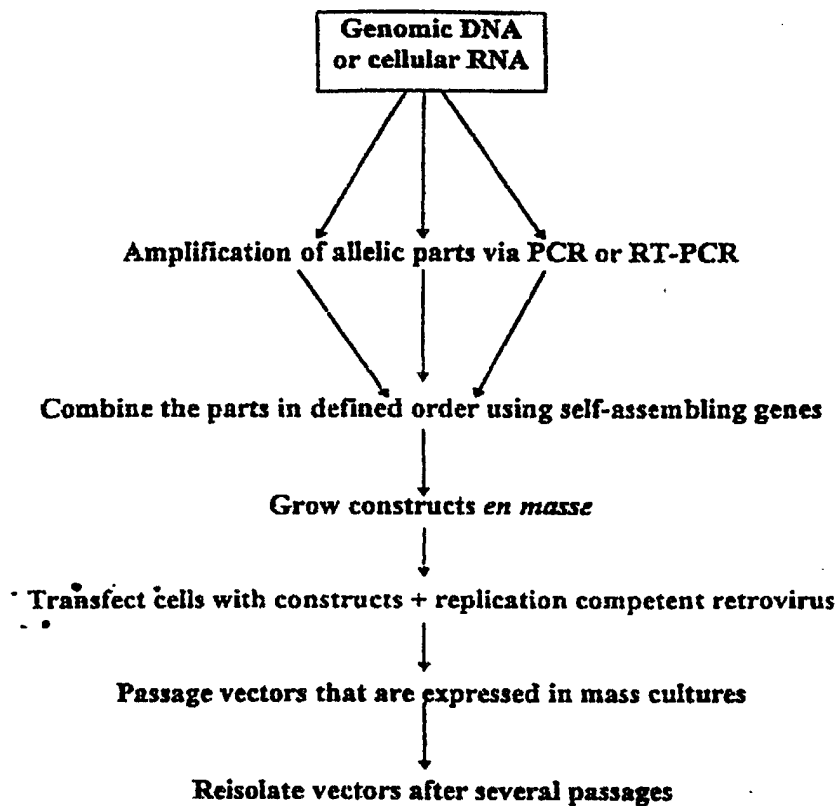 Genomic DNA
or cellular RNA
Amplification of allelic parts via PCR or RT-PCR
Combine the parts in defined order using self-assembling genes
Grow constructs en masse
Transfect cells with constructs + replication competent retrovirus
Passage vectors that are expressed in mass cultures
Reisolate vectors after several passages